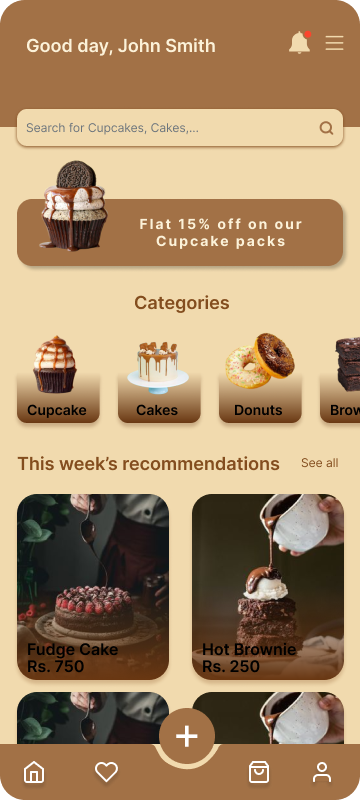 Good day, John Smith
Search for Cupcakes, Cakes,...
Flat 15% off on our
Cupcake packs
Categories
Cupcake
Cakes
Donuts
Brow
This week's recommendations
See all
Fudge Cake
Rs. 750
Hot Brownie
Rs. 250